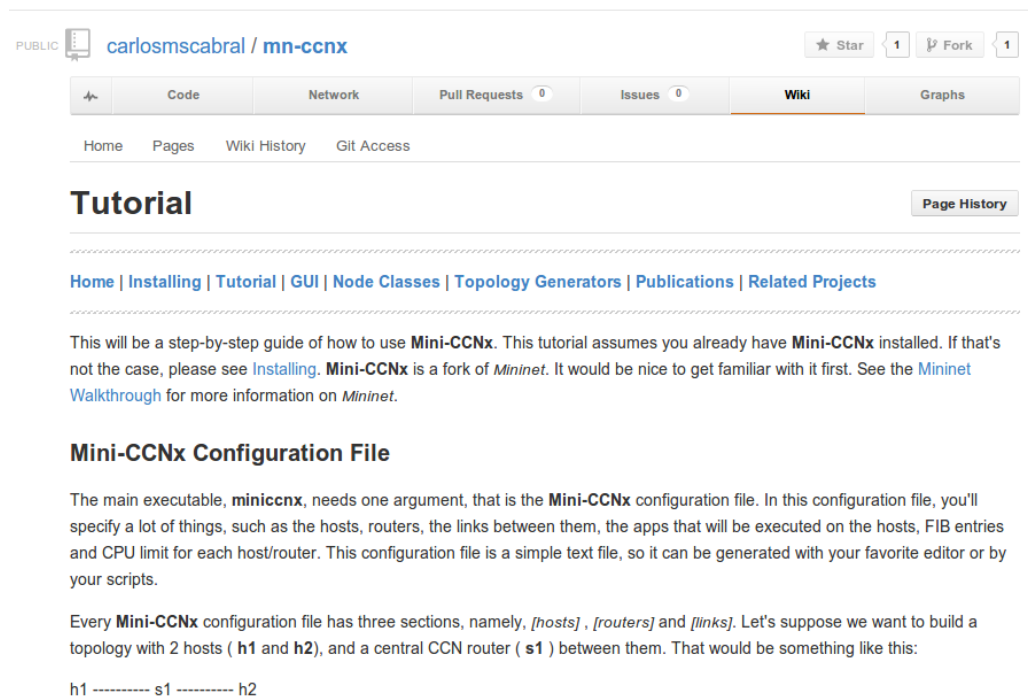 PUBLIC carlosmscabral / mn-ccnx Star 1 Fork 1
Code Network Pull Requests 0 Issues 0 Wiki Graphs
Home Pages Wiki History Git Access
Tutorial Page History
Home | Installing | Tutorial | GUI | Node Classes | Topology Generators | Publications | Related Projects
This will be a step-by-step guide of how to use Mini-CCNx. This tutorial assumes you already have Mini-CCNx installed. If that's
not the case, please see Installing. Mini-CCNx is a fork of Mininet. It would be nice to get familiar with it first. See the Mininet
Walkthrough for more information on Mininet.
Mini-CCNx Configuration File
The main executable, miniccnx, needs one argument, that is the Mini-CCNx configuration file. In this configuration file, you'll
specify a lot of things, such as the hosts, routers, the links between them, the apps that will be executed on the hosts, FIB entries
and CPU limit for each host/router. This configuration file is a simple text file, so it can be generated with your favorite editor or by
your scripts.
Every Mini-CCNx configuration file has three sections, namely, [hosts] , [routers] and [links]. Let's suppose we want to build a
topology with 2 hosts ( h1 and h2), and a central CCN router ( s1 ) between them. That would be something like this:
h1 ---------- s1 ---------- h2